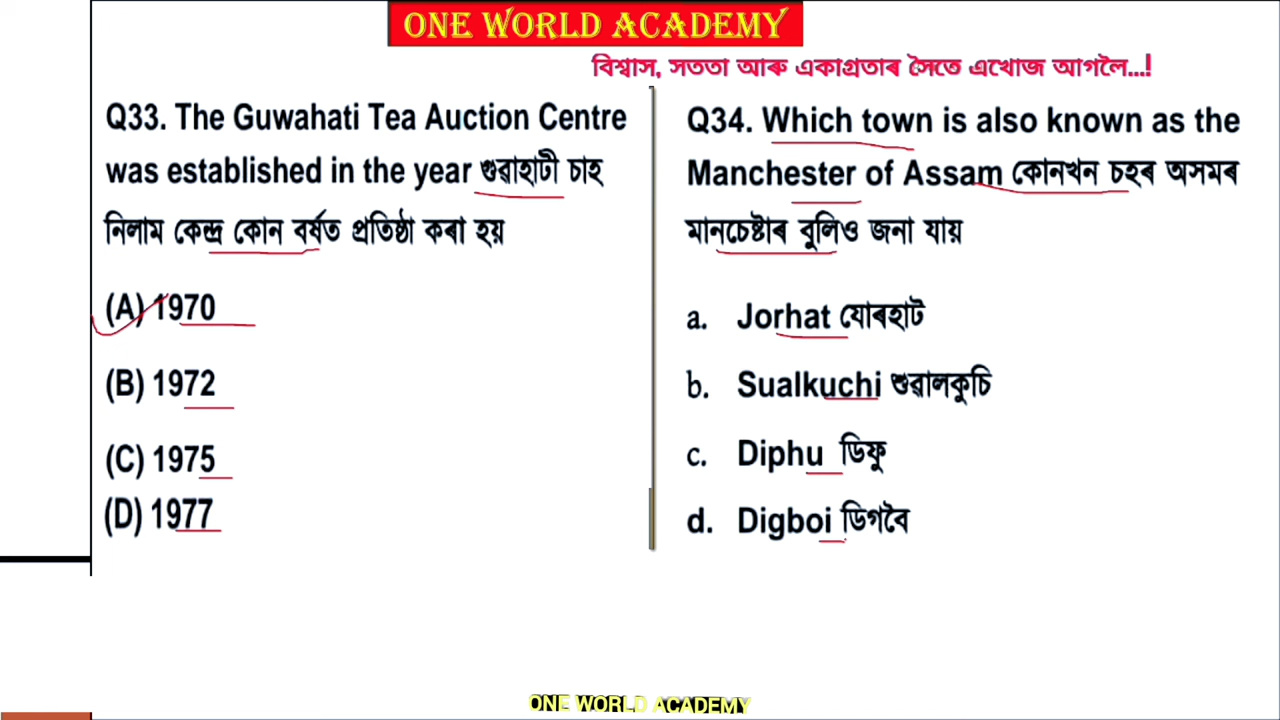 ONE WORLD ACADEMY
বিশ্বাস, সততা আৰু একাগ্ৰতাৰ সৈতে এখোজ আগলৈ...!
Q33. The Guwahati Tea Auction Centre
was established in the year গুৱাহাটী চাহ
নিলাম কেন্দ্ৰ কোন বৰ্ষত প্ৰতিষ্ঠা কৰা হয়
(A) 1970
(B) 1972
(C) 1975
(D) 1977
Q34. Which town is also known as the
Manchester of Assam কোনখন চহৰ অসমৰ
মানচেষ্টাৰ বুলিও জনা যায়
a. Jorhat যোৰহাট
b. Sualkuchi শুৱালকুচি
c. Diphu ডিফু
d. Digboi ডিগবৈ
ONE WORLD ACADEMY